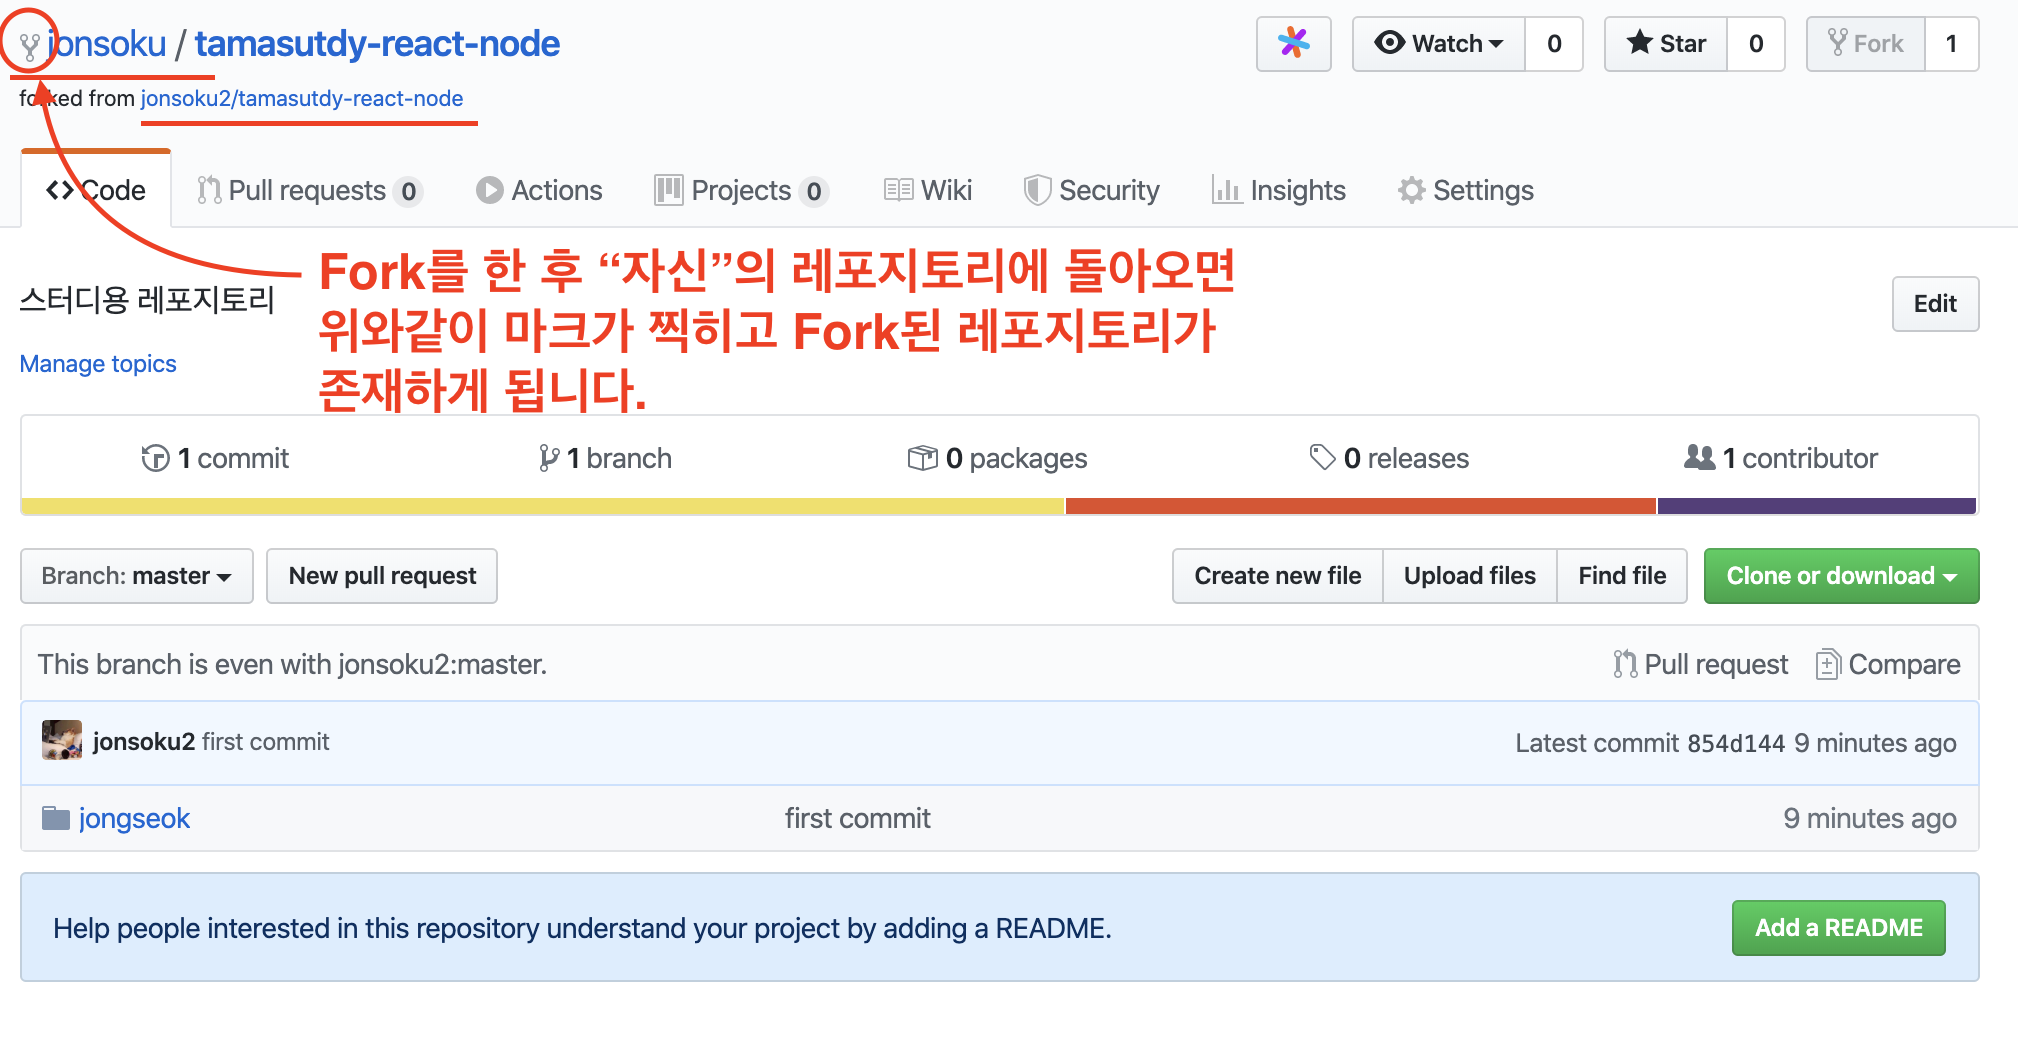 jonsoku / tamasutdy-react-node
Watch 0 Star 0 Fork 1
forked from jonsoku2/tamasutdy-react-node
Code Pull requests 0 Actions Projects 0 Wiki Security Insights Settings
Fork를 한 후 “자신”의 레포지토리에 돌아오면
위와같이 마크가 찍히고 Fork된 레포지토리가
존재하게 됩니다.
스터디용 레포지토리
Edit
Manage topics
1 commit 1 branch 0 packages 0 releases 1 contributor
Branch: master New pull request Create new file Upload files Find file Clone or download
This branch is even with jonsoku2:master. Pull request Compare
jonsoku2 first commit Latest commit 854d144 9 minutes ago
jongseok first commit 9 minutes ago
Help people interested in this repository understand your project by adding a README. Add a README